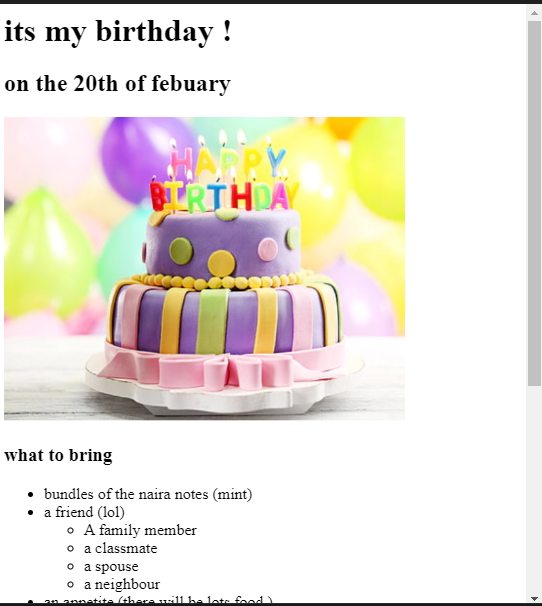 its my birthday !
on the 20th of febuary
HAPPY
BIRTHDAY
what to bring
bundles of the naira notes (mint)
a friend (lol)
A family member
a classmate
a spouse
a neighbour
an appetite (there will be lots food )